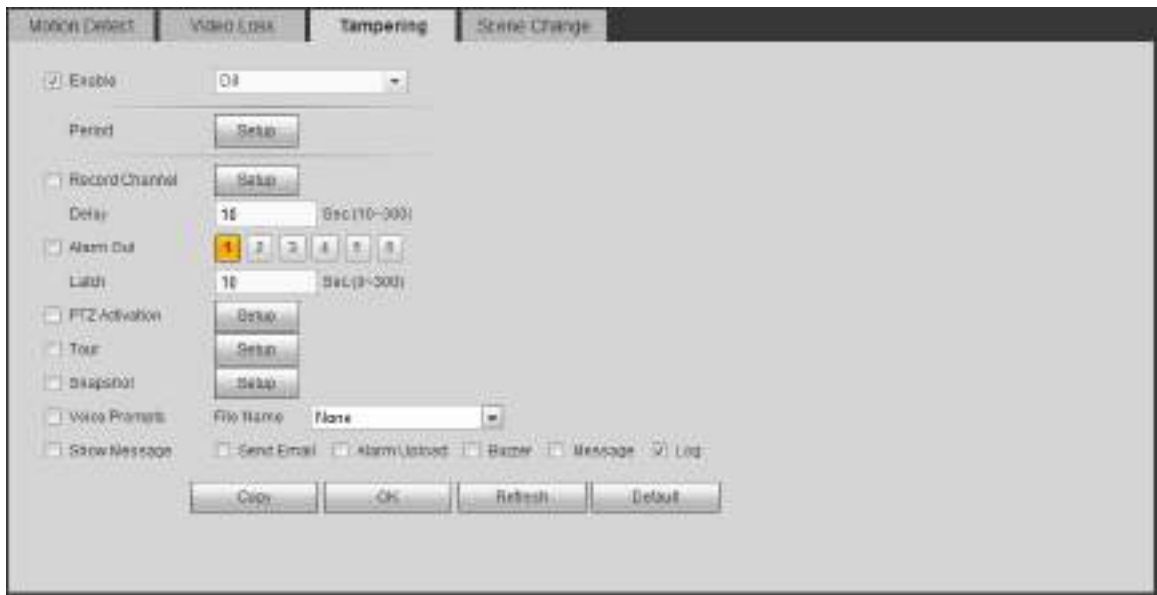 Motion Detect Video Loss Tampering Scene Change
Enable
Period Setup
Record Channel Setup
Delay 10 Sec.(10~300)
Alarm Out 1 2 3 4 5 6
Latch 10 Sec.(0~300)
PTZ Activation Setup
Tour Setup
Snapshot Setup
Voice Prompts File Name None
Show Message Send Email Alarm Upload Buzzer Message Log
Copy OK Refresh Default